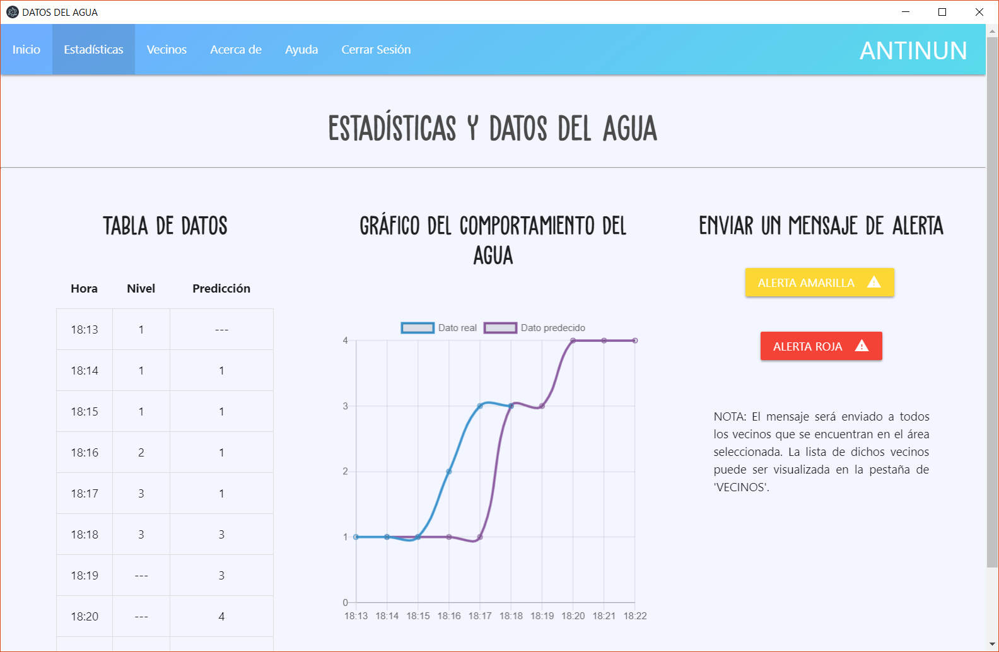 DATOS DEL AGUA
Inicio Estadísticas Vecinos Acerca de Ayuda Cerrar Sesión ANTINUN
ESTADÍSTICAS Y DATOS DEL AGUA
TABLA DE DATOS
Hora Nivel Predicción
18:13 1 ---
18:14 1 1
18:15 1 1
18:16 2 1
18:17 3 1
18:18 3 3
18:19 --- 3
18:20 --- 4
GRÁFICO DEL COMPORTAMIENTO DEL
AGUA
Dato real Dato predecido
4
3
2
1
0
18:13 18:14 18:15 18:16 18:17 18:18 18:19 18:20 18:21 18:22
ENVIAR UN MENSAJE DE ALERTA
ALERTA AMARILLA
ALERTA ROJA
NOTA: El mensaje será enviado a todos
los vecinos que se encuentran en el área
seleccionada. La lista de dichos vecinos
puede ser visualizada en la pestaña de
'VECINOS'.